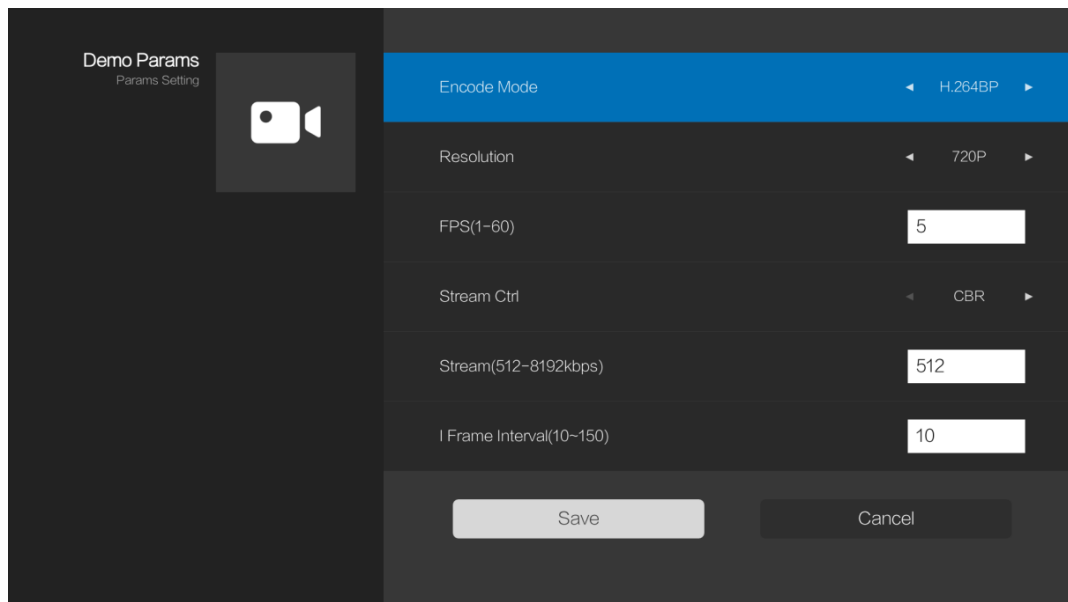 Demo Params
Params Setting
Encode Mode ◄ H.264BP ►
Resolution ◄ 720P ►
FPS(1-60) 5
Stream Ctrl ◄ CBR ►
Stream(512-8192kbps) 512
I Frame Interval(10~150) 10
Save Cancel